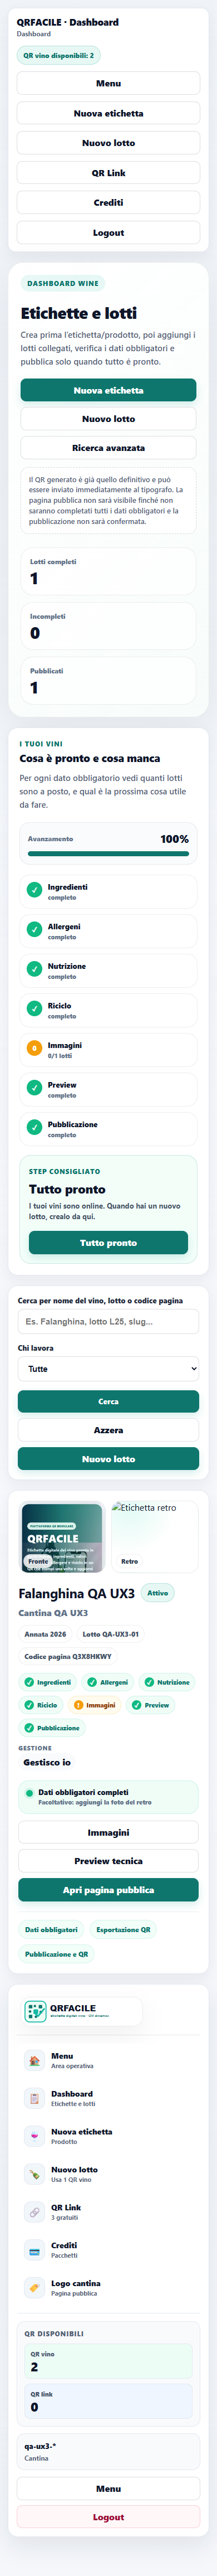 QRFACILE · Dashboard
Dashboard
QR vino disponibili: 2
Menu
Nuova etichetta
Nuovo lotto
QR Link
Crediti
Logout
DASHBOARD WINE
Etichette e lotti
Crea prima l'etichetta/prodotto, poi aggiungi i
lotti collegati, verifica i dati obbligatori e
pubblica solo quando tutto è pronto.
Nuova etichetta
Nuovo lotto
Ricerca avanzata
Il QR generato è già quello definitivo e può
essere inviato immediatamente al tipografo. La
pagina pubblica non sarà visibile finché non
saranno completati tutti i dati obbligatori e la
pubblicazione non sarà confermata.
Lotti completi
1
Incompleti
0
Pubblicati
1
I TUOI VINI
Cosa è pronto e cosa manca
Per ogni dato obbligatorio vedi quanti lotti
sono a posto, e qual è la prossima cosa utile
da fare.
Avanzamento 100%
Ingredienti
completo
Allergeni
completo
Nutrizione
completo
Riciclo
completo
Immagini
0/1 lotti
Preview
completo
Pubblicazione
completo
STEP CONSIGLIATO
Tutto pronto
I tuoi vini sono online. Quando hai un nuovo
lotto, crealo da qui.
Tutto pronto
Cerca per nome del vino, lotto o codice pagina
Es. Falanghina, lotto L25, slug...
Chi lavora
Tutte
Cerca
Azzera
Nuovo lotto
QRFACILE
Fronte
Etichetta retro
Retro
Falanghina QA UX3 Attivo
Cantina QA UX3
Annata 2026 Lotto QA-UX3-01
Codice pagina Q3X8HKWY
Ingredienti Allergeni Nutrizione
Riciclo ! Immagini Preview
Pubblicazione
GESTIONE
Gestisco io
Dati obbligatori completi
Facoltativo: aggiungi la foto del retro
Immagini
Preview tecnica
Apri pagina pubblica
Dati obbligatori Esportazione QR
Pubblicazione e QR
QRFACILE
Menu
Area operativa
Dashboard
Etichette e lotti
Nuova etichetta
Prodotto
Nuovo lotto
Usa 1 QR vino
QR Link
3 gratuiti
Crediti
Pacchetti
Logo cantina
Pagina pubblica
QR DISPONIBILI
QR vino
2
QR link
0
qa-ux3-*
Cantina
Menu
Logout